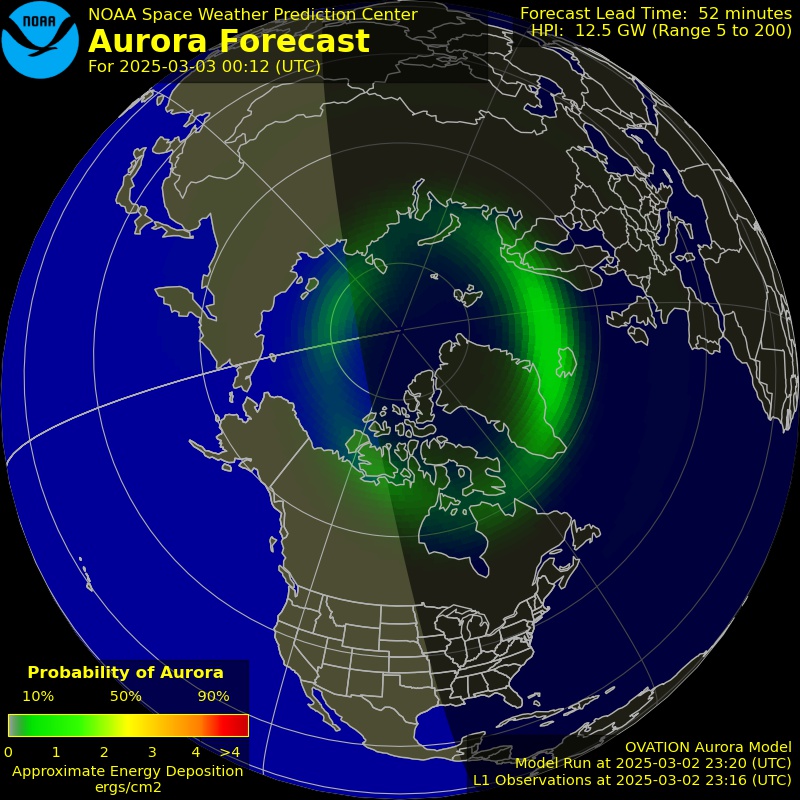 NOAA
NOAA Space Weather Prediction Center
Aurora Forecast
For 2025-03-03 00:12 (UTC)
Forecast Lead Time: 52 minutes
HPI: 12.5 GW (Range 5 to 200)
Probability of Aurora
10% 50% 90%
0 1 2 3 4 >4
Approximate Energy Deposition
ergs/cm2
OVATION Aurora Model
Model Run at 2025-03-02 23:20 (UTC)
L1 Observations at 2025-03-02 23:16 (UTC)